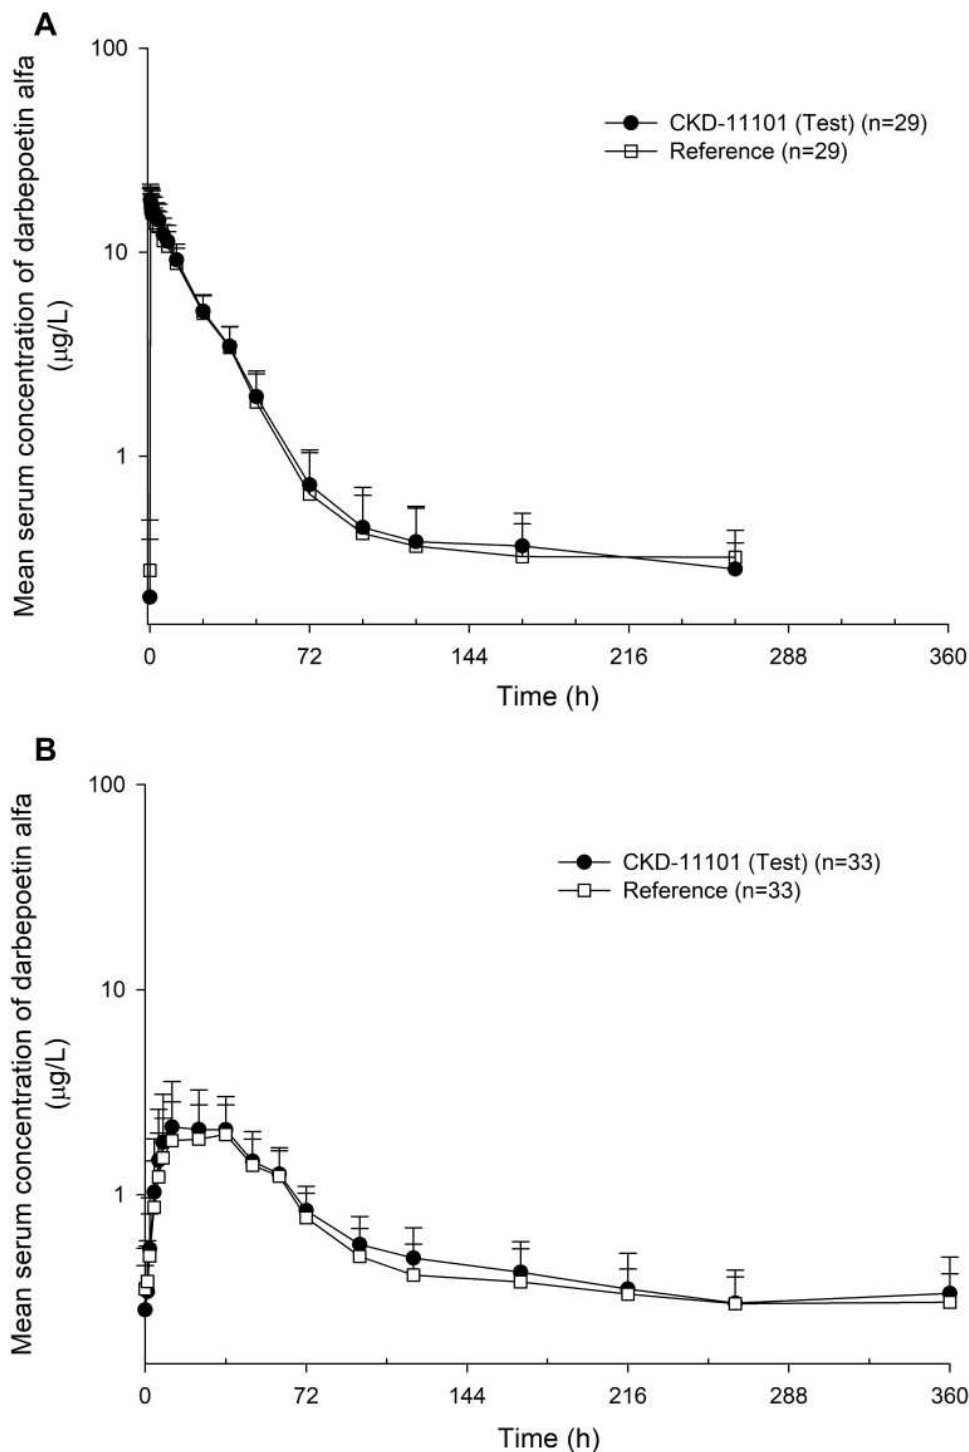 A
Mean serum concentration of darbepoetin alfa
(µg/L)
100
10
1
CKD-11101 (Test) (n=29)
Reference (n=29)
0 72 144 216 288 360
Time (h)
B
Mean serum concentration of darbepoetin alfa
(µg/L)
100
10
1
CKD-11101 (Test) (n=33)
Reference (n=33)
0 72 144 216 288 360
Time (h)